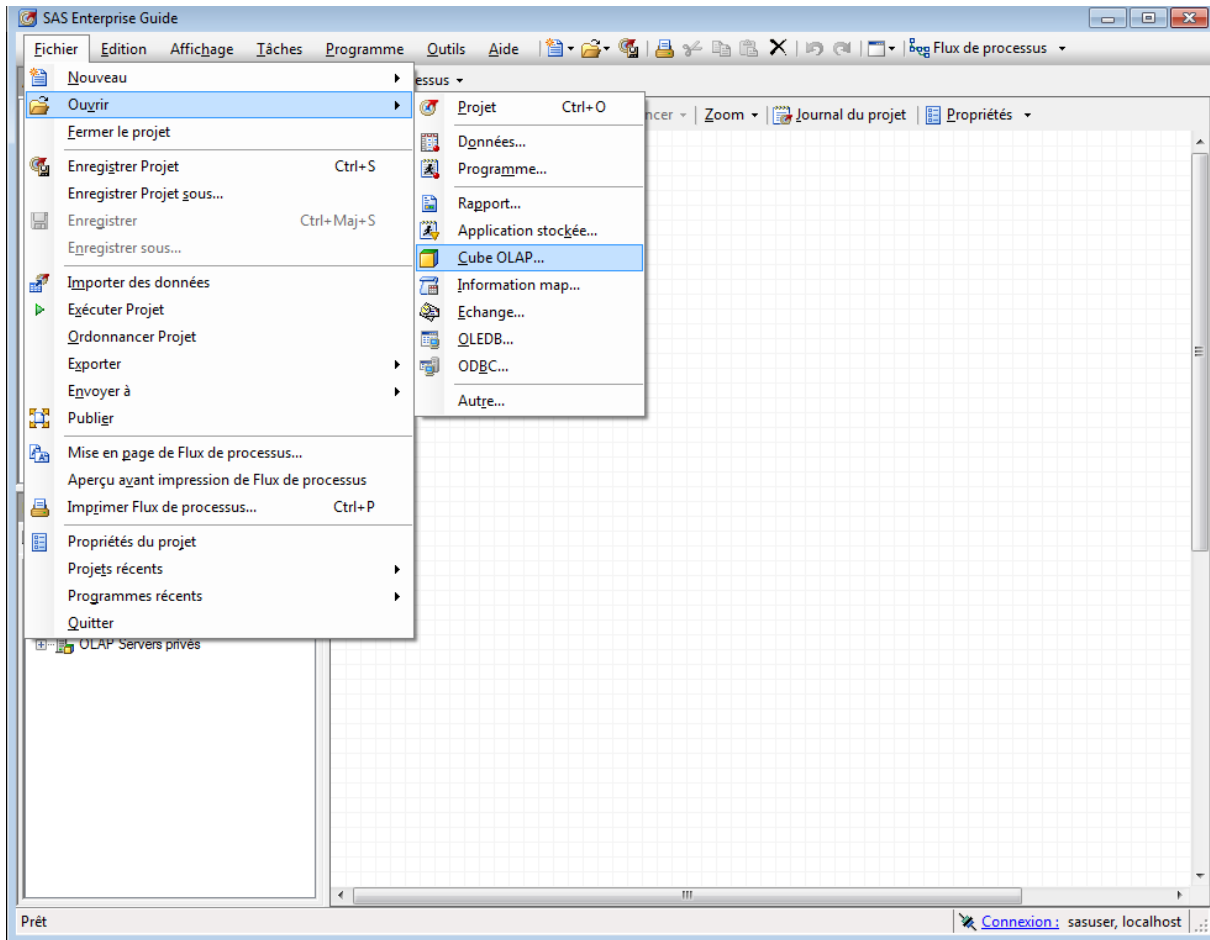 SAS Enterprise Guide
Fichier Edition Affichage Tâches Programme Outils Aide Flux de processus
essus
Nouveau
Ouvrir
Fermer le projet
Enregistrer Projet Ctrl+S
Enregistrer Projet sous...
Enregistrer Ctrl+Maj+S
Enregistrer sous...
Importer des données
Exécuter Projet
Ordonnancer Projet
Exporter
Envoyer à
Publier
Mise en page de Flux de processus...
Aperçu avant impression de Flux de processus
Imprimer Flux de processus... Ctrl+P
Propriétés du projet
Projets récents
Programmes récents
Quitter
Projet Ctrl+O
Données...
Programme...
Rapport...
Application stockée...
Cube OLAP...
Information map...
Echange...
OLEDB...
ODBC...
Autre...
ncer Zoom Journal du projet Propriétés
OLAP Servers privés
Prêt
Connexion : sasuser, localhost